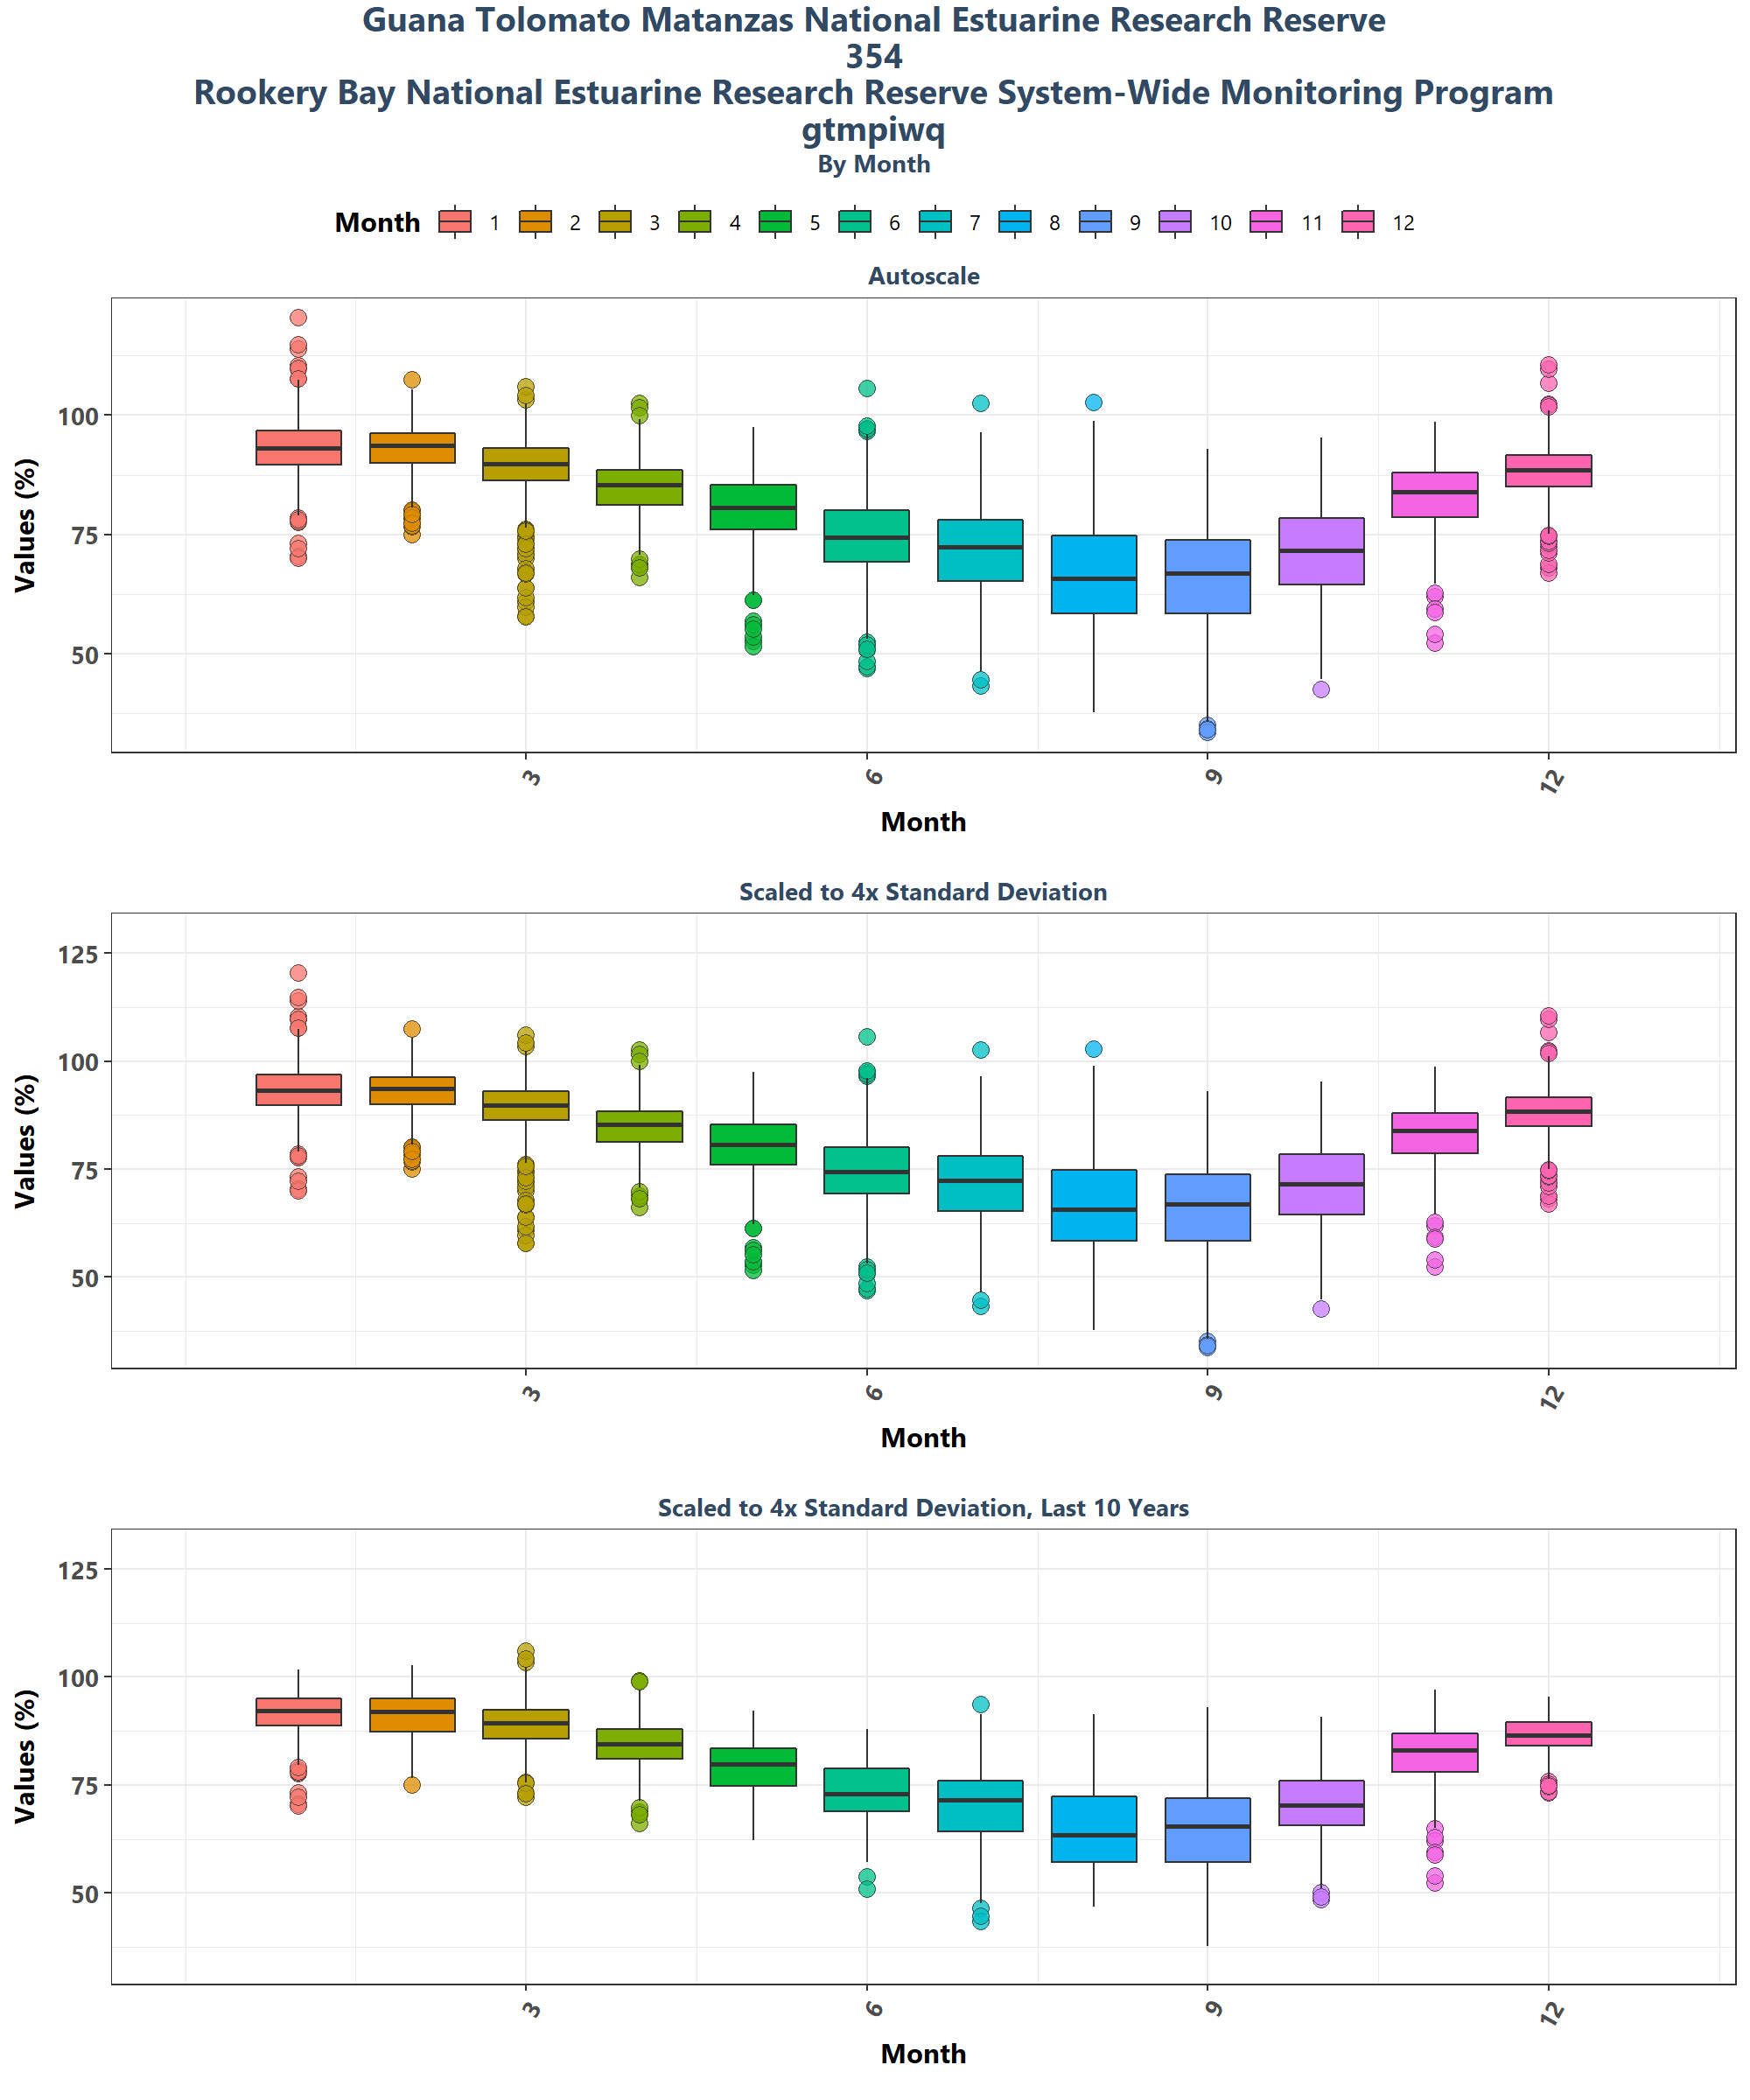 Guana Tolomato Matanzas National Estuarine Research Reserve
354
Rookery Bay National Estuarine Research Reserve System-Wide Monitoring Program
gtmpiwq
By Month
Month 1 2 3 4 5 6 7 8 9 10 11 12
Autoscale
Values (%)
100
75
50
3 6 9 12
Month
Scaled to 4x Standard Deviation
Values (%)
125
100
75
50
3 6 9 12
Month
Scaled to 4x Standard Deviation, Last 10 Years
Values (%)
125
100
75
50
3 6 9 12
Month